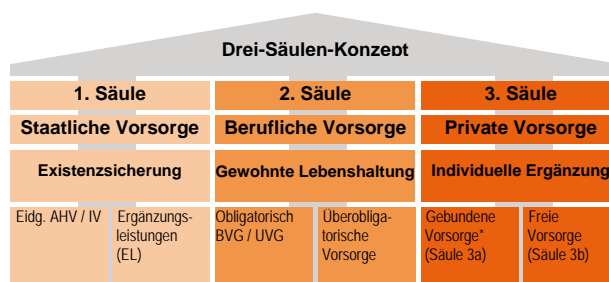 Drei-Säulen-Konzept
1. Säule
2. Säule
3. Säule
Staatliche Vorsorge
Berufliche Vorsorge
Private Vorsorge
Existenzsicherung
Gewohnte Lebenshaltung
Individuelle Ergänzung
Eidg. AHV / IV
Ergänzungs-
leistungen
(EL)
Obligatorisch
BVG / UVG
Überobliga-
torische
Vorsorge
Gebundene
Vorsorge*
(Säule 3a)
Freie
Vorsorge
(Säule 3b)